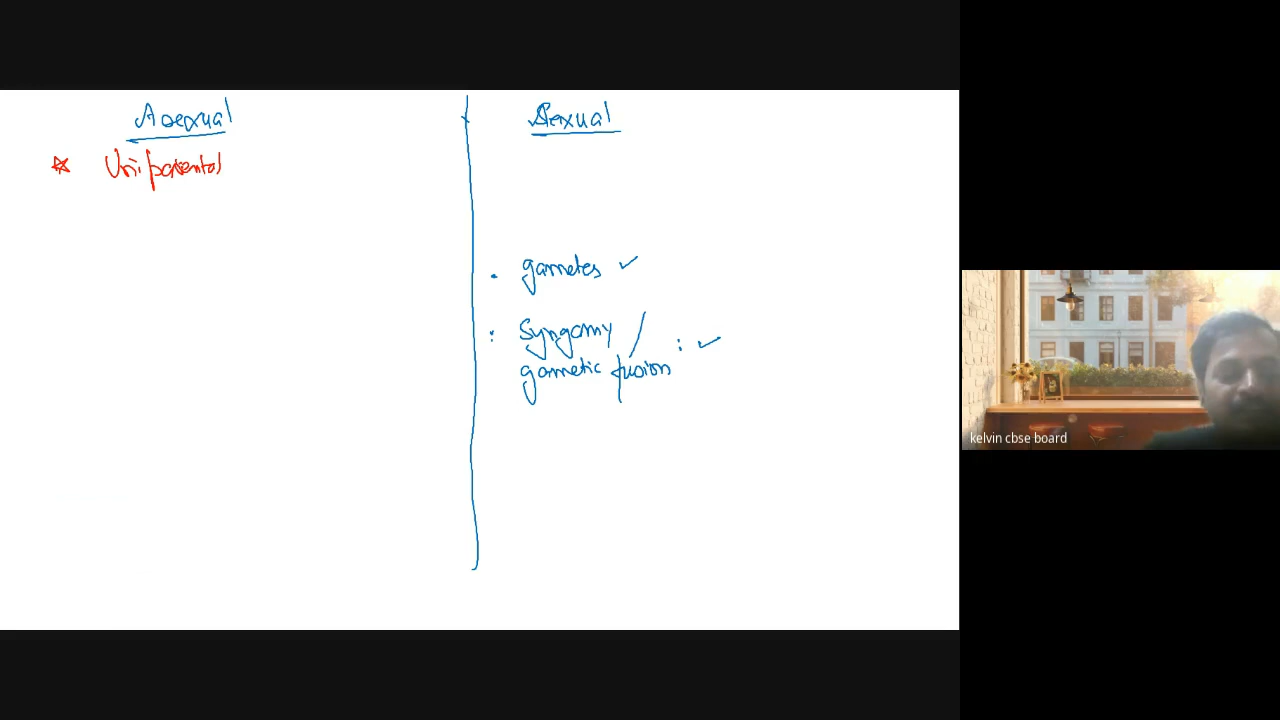 Asexual
Sexual
☆ Uniparental
• gametes ✓
: Syngamy /
gametic fusion : ✓
kelvin cbse board